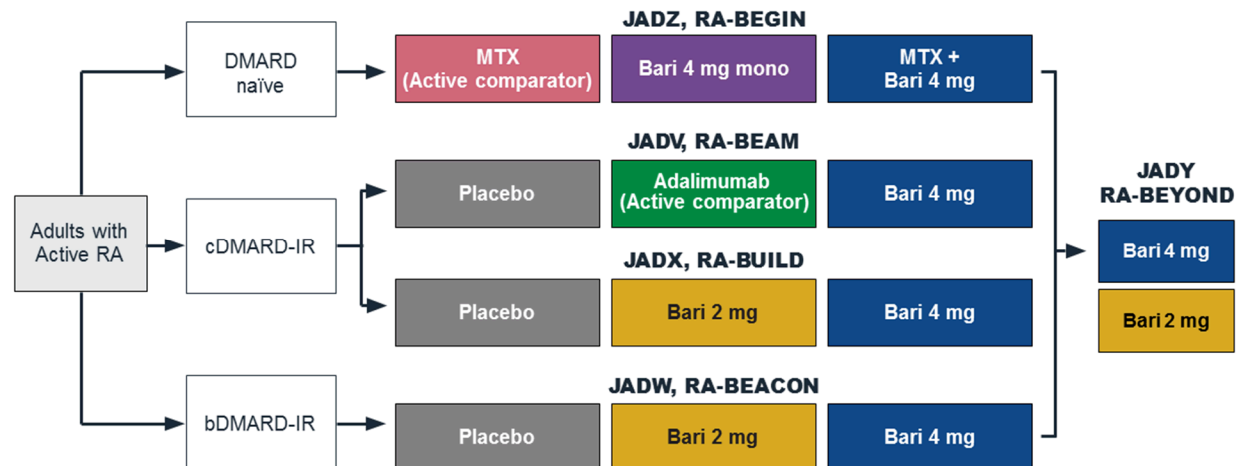 JADZ, RA-BEGIN
DMARD
naïve
MTX
(Active comparator)
Bari 4 mg mono
MTX +
Bari 4 mg
JADV, RA-BEAM
Placebo
Adalimumab
(Active comparator)
Bari 4 mg
Adults with
Active RA
cDMARD-IR
JADX, RA-BUILD
Placebo
Bari 2 mg
Bari 4 mg
JADW, RA-BEACON
bDMARD-IR
Placebo
Bari 2 mg
Bari 4 mg
JADY
RA-BEYOND
Bari 4 mg
Bari 2 mg